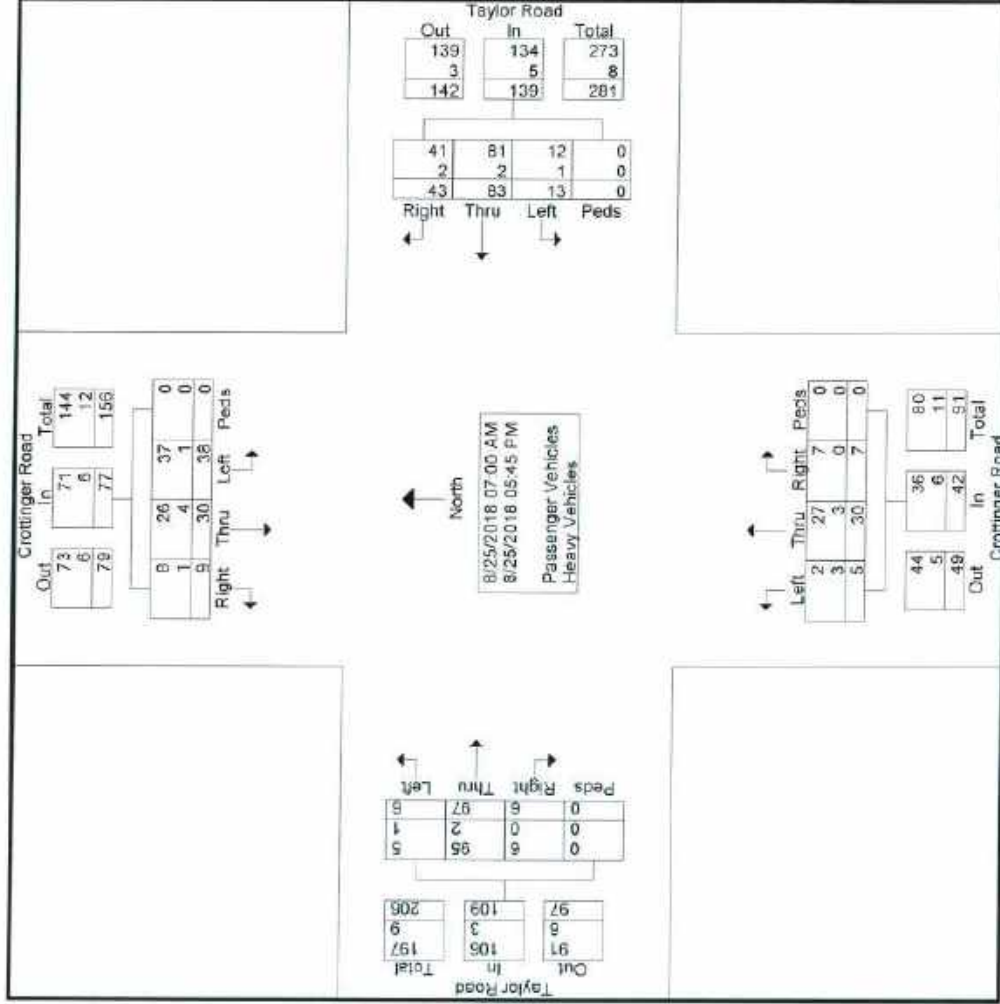 Taylor Road
Out In Total
139 134 273
3 5 8
142 139 281
41 81 12 0
2 2 1 0
43 83 13 0
Right Thru Left Peds
Crottinger Road
Out In Total
73 71 144
6 6 12
79 77 156
8 26 37 0
1 4 1 0
9 30 38 0
Right Thru Left Peds
North
8/25/2018 07:00 AM
8/25/2018 05:45 PM
Passenger Vehicles
Heavy Vehicles
Left Thru Right Peds
2 27 7 0
3 3 0 0
5 30 7 0
44 36 80
5 6 11
49 42 91
Out In Total
Crottinger Road
Taylor Road
Out In Total
91 106 197
6 3 9
97 109 206
0 6 95 5
0 0 2 1
0 6 97 6
Peds Right Thru Left